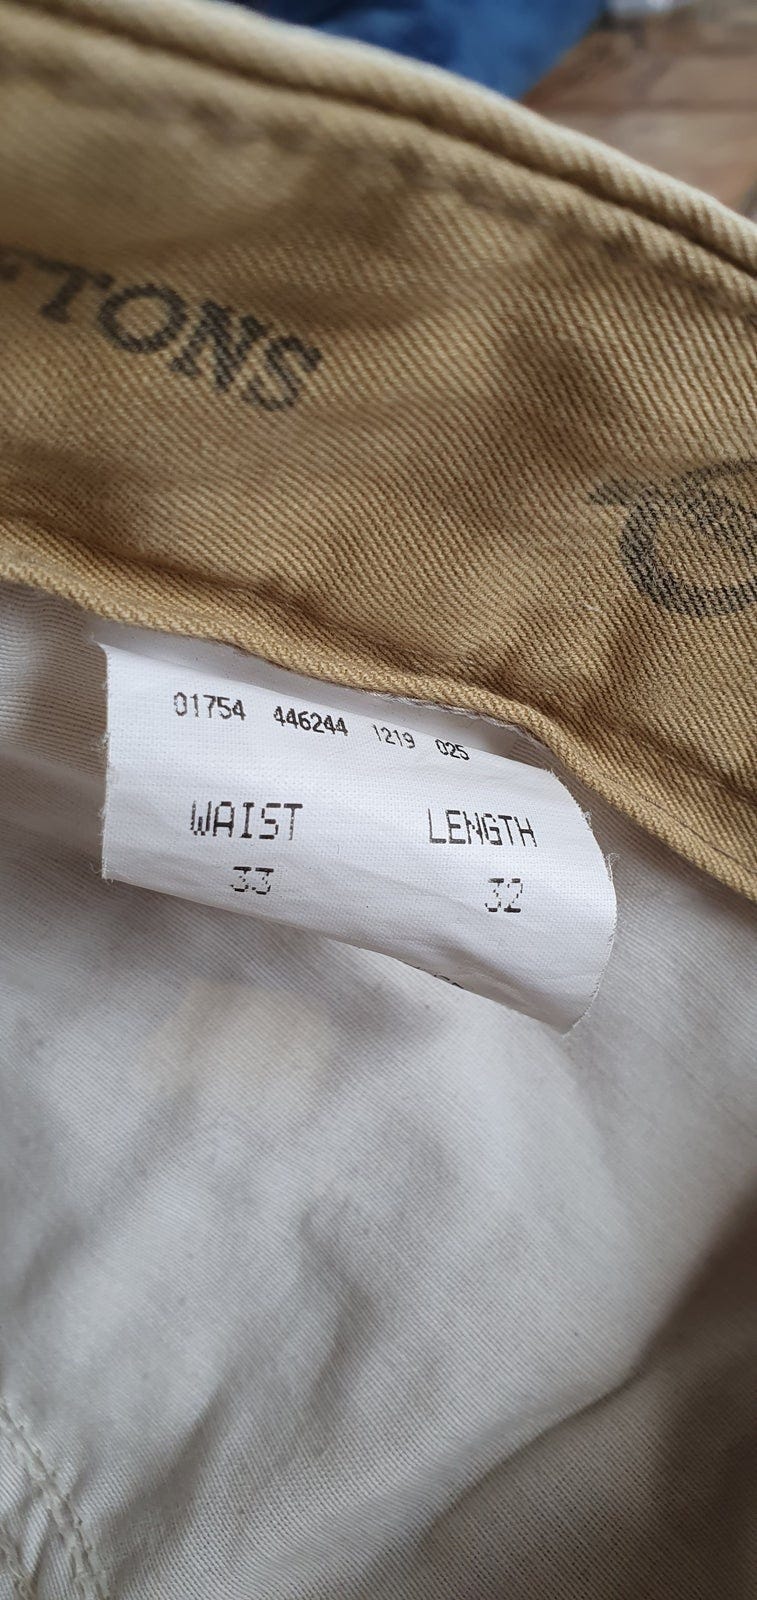 TONS
01754 446244 1219 025
WAIST LENGTH
33 32